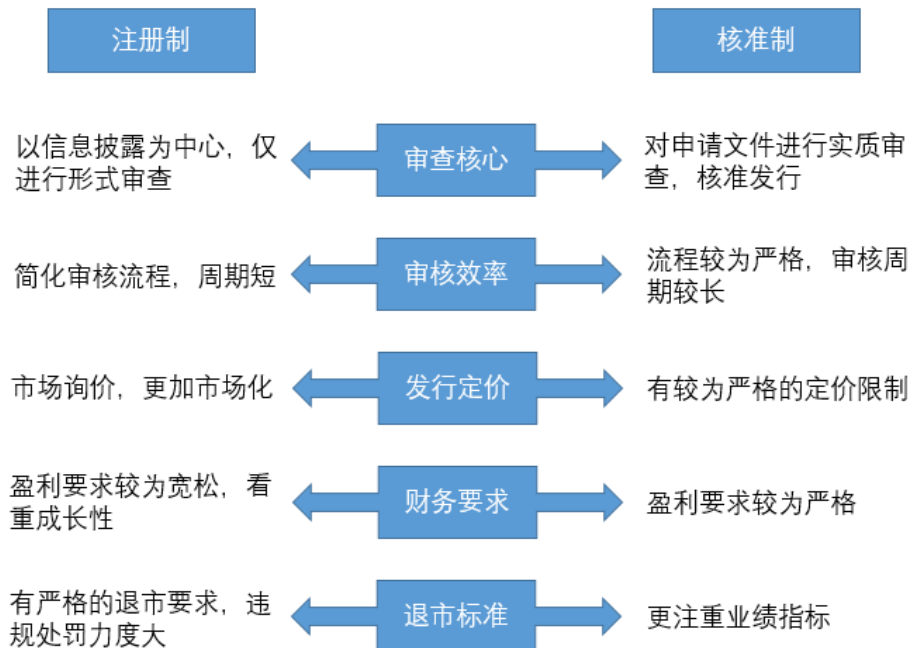 注册制
核准制
以信息披露为中心，仅
进行形式审查
审查核心
对申请文件进行实质审
查，核准发行
简化审核流程，周期短
审核效率
流程较为严格，审核周
期较长
市场询价，更加市场化
发行定价
有较为严格的定价限制
盈利要求较为宽松，看
重成长性
财务要求
盈利要求较为严格
有严格的退市要求，违
规处罚力度大
退市标准
更注重业绩指标